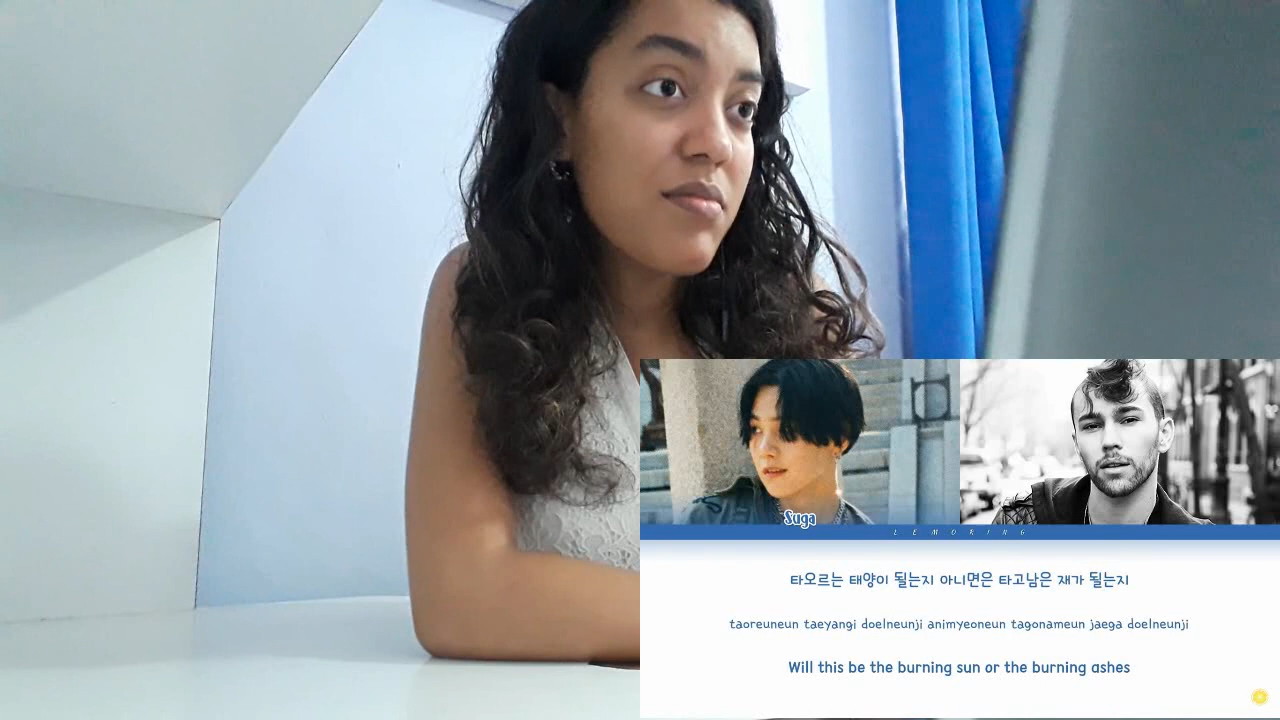 Suga
LEMORING
타오르는 태양이 될는지 아니면은 타고남은 재가 될는지
taoreuneun taeyangi doelneunji animyeoneun tagonameun jaega doelneunji
Will this be the burning sun or the burning ashes